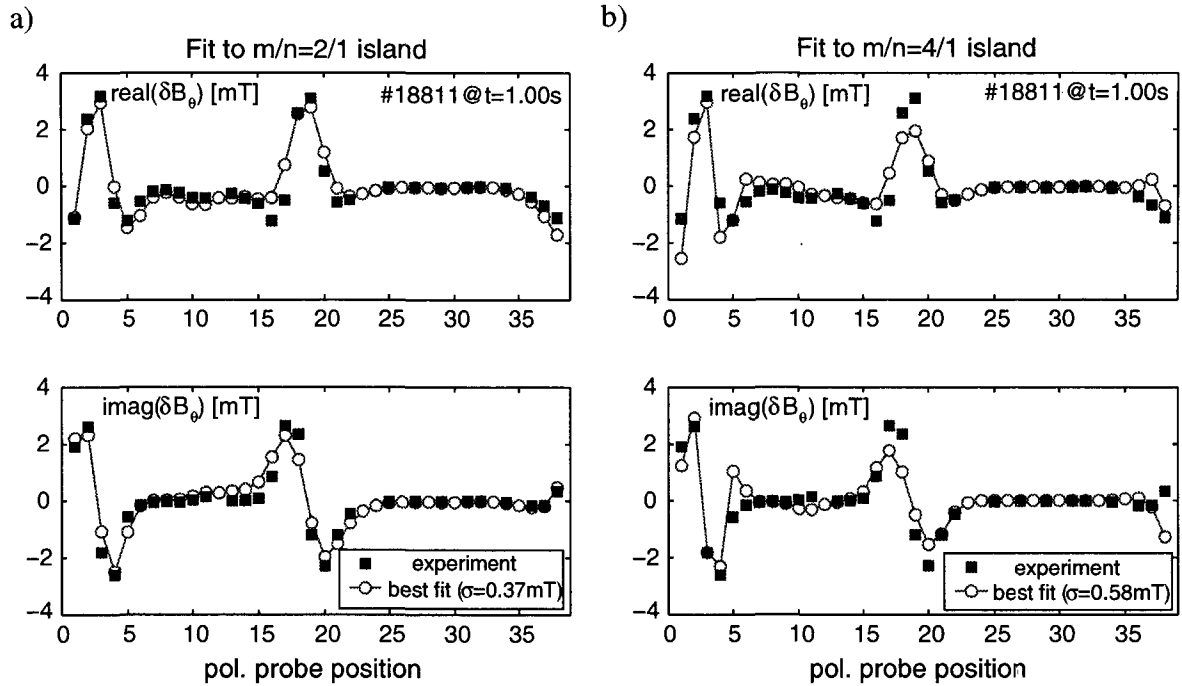 a)
Fit to m/n=2/1 island
real(δBθ) [mT]
#18811@t=1.00s
4
2
0
−2
−4
0 5 10 15 20 25 30 35
imag(δBθ) [mT]
4
2
0
−2
−4
experiment
best fit (σ=0.37mT)
0 5 10 15 20 25 30 35
pol. probe position
b)
Fit to m/n=4/1 island
real(δBθ) [mT]
#18811@t=1.00s
4
2
0
−2
−4
0 5 10 15 20 25 30 35
imag(δBθ) [mT]
4
2
0
−2
−4
experiment
best fit (σ=0.58mT)
0 5 10 15 20 25 30 35
pol. probe position